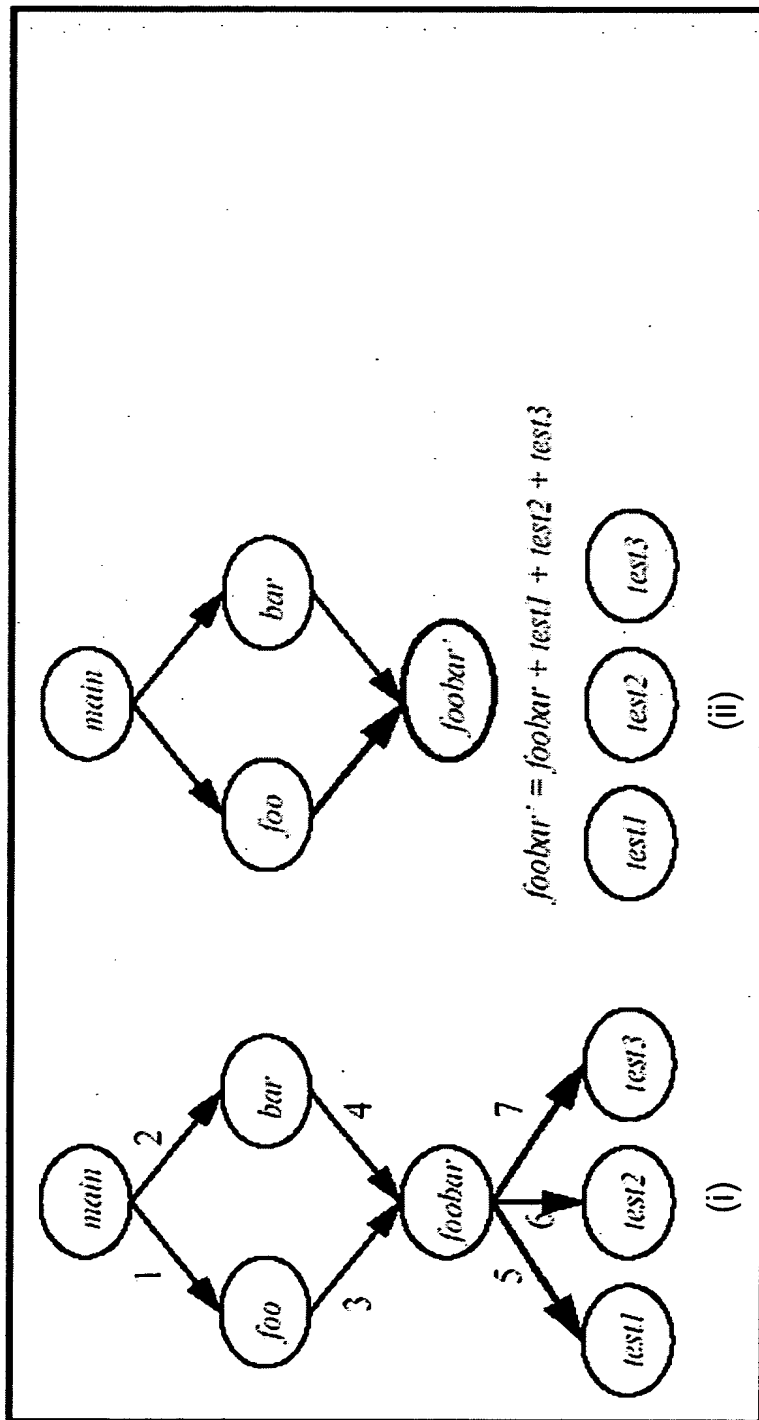 main
1
2
foo
bar
3
4
foobar
5
6
7
test1
test2
test3
(i)
main
foo
bar
foobar'
foobar' = foobar + test1 + test2 + test3
test1
test2
test3
(ii)